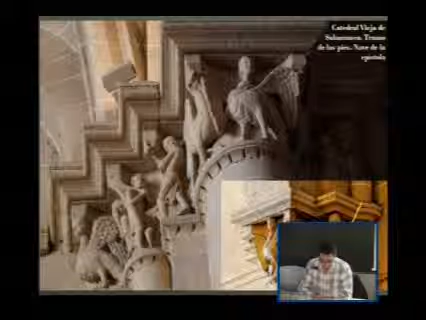 Catedral Vieja de
Salamanca. Tramo
de los pies. Nave de la
epístola